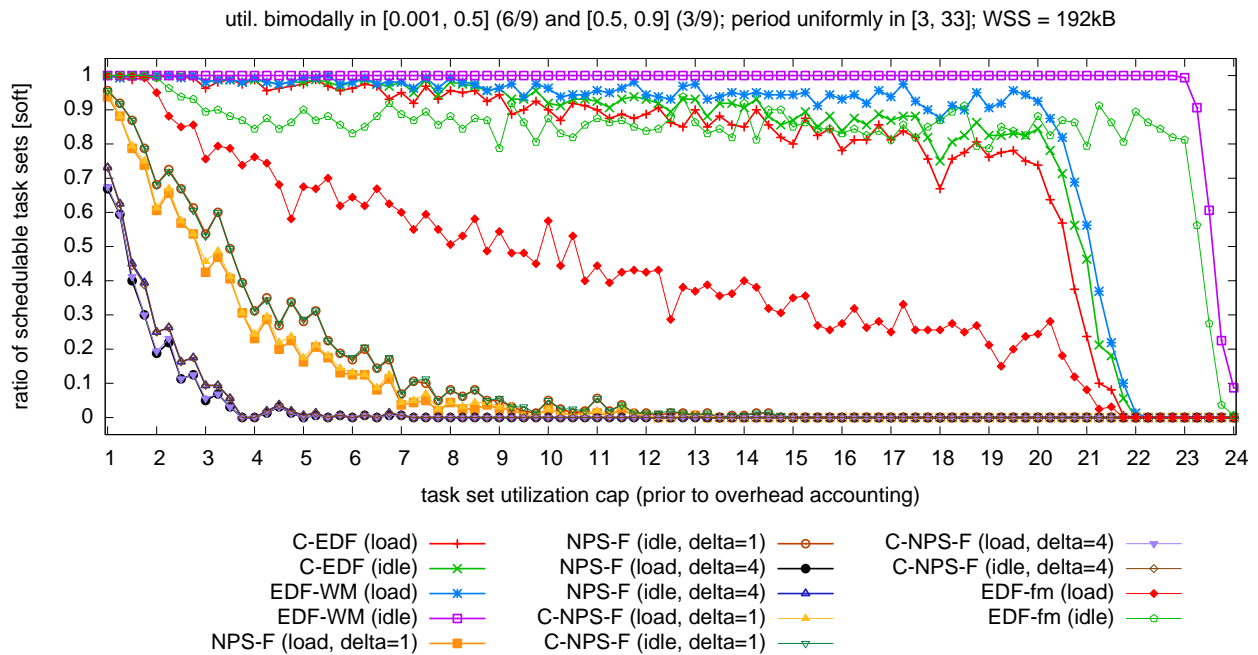 util. bimodally in [0.001, 0.5] (6/9) and [0.5, 0.9] (3/9); period uniformly in [3, 33]; WSS = 192kB
ratio of schedulable task sets [soft]
1
0.9
0.8
0.7
0.6
0.5
0.4
0.3
0.2
0.1
0
1 2 3 4 5 6 7 8 9 10 11 12 13 14 15 16 17 18 19 20 21 22 23 24
task set utilization cap (prior to overhead accounting)
C-EDF (load)
C-EDF (idle)
EDF-WM (load)
EDF-WM (idle)
NPS-F (load, delta=1)
NPS-F (idle, delta=1)
NPS-F (load, delta=4)
NPS-F (idle, delta=4)
C-NPS-F (load, delta=1)
C-NPS-F (idle, delta=1)
C-NPS-F (load, delta=4)
C-NPS-F (idle, delta=4)
EDF-fm (load)
EDF-fm (idle)